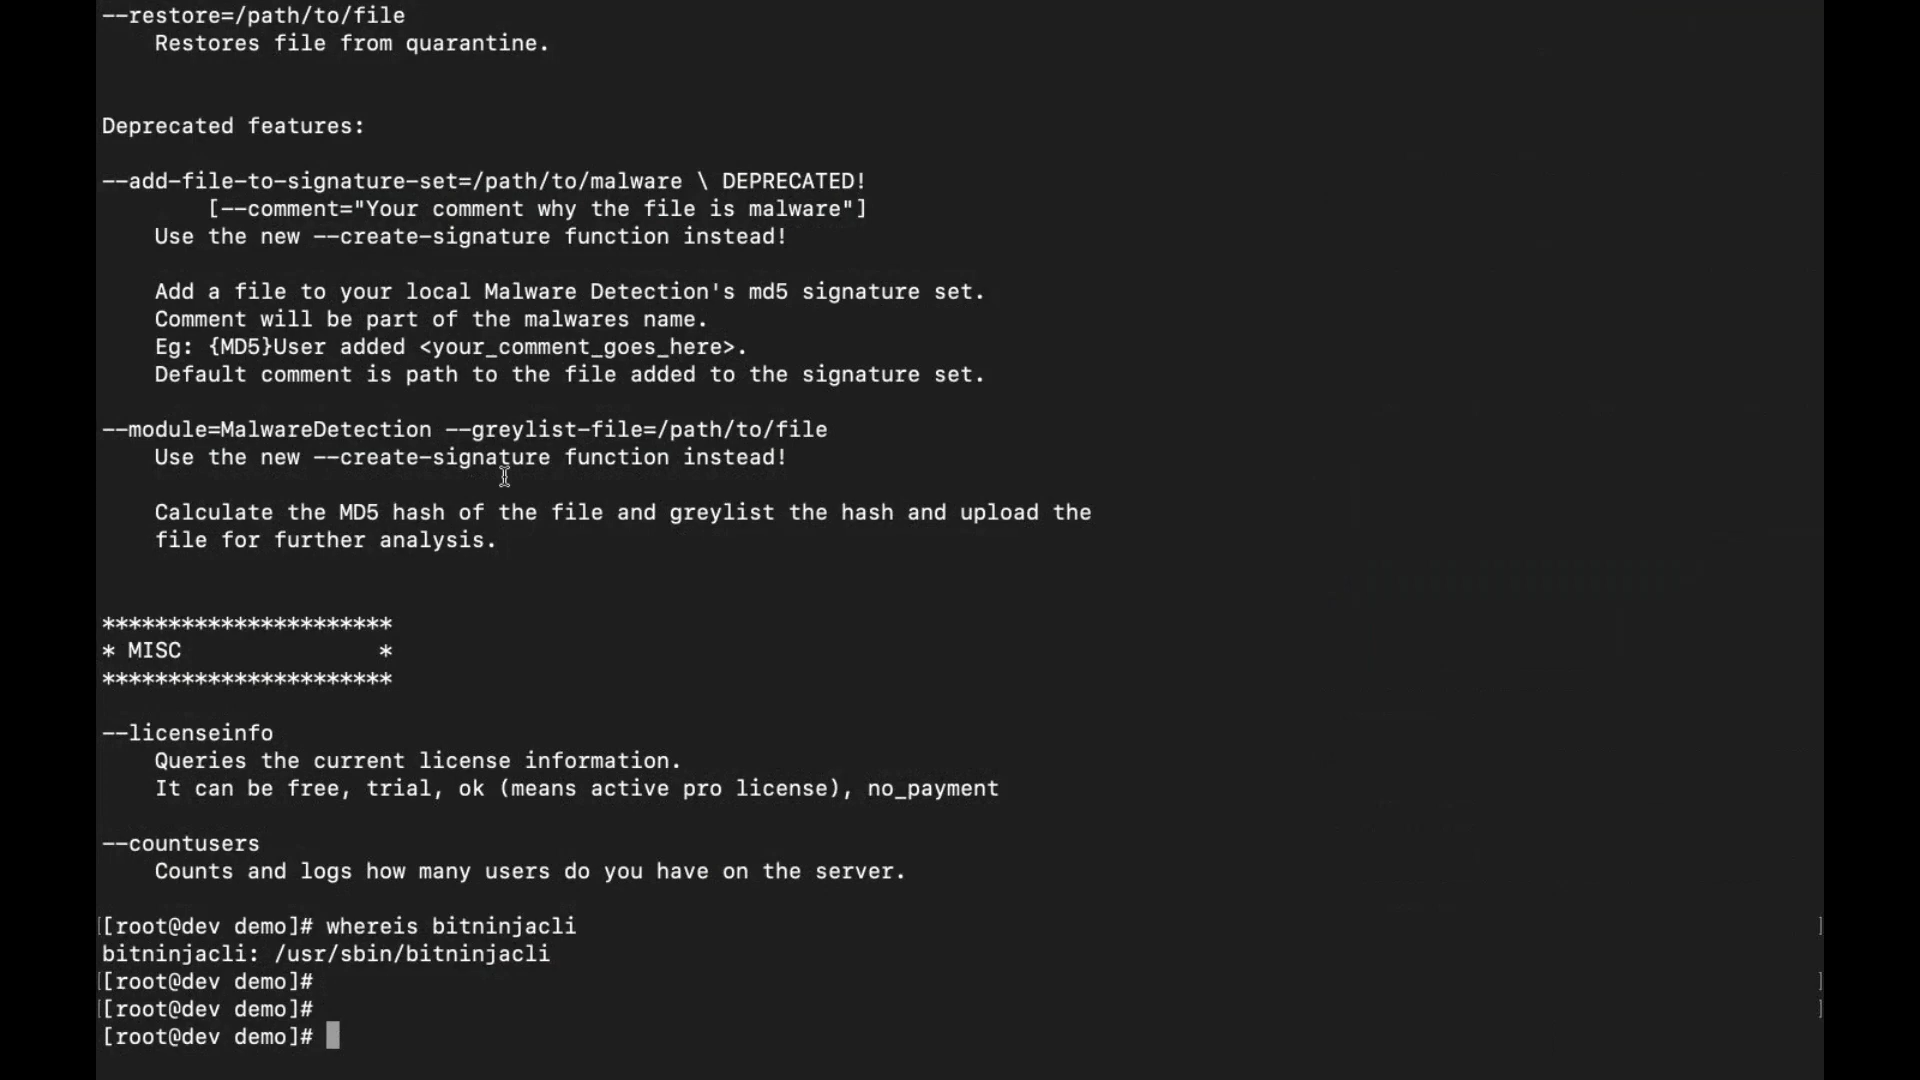 --restore=/path/to/file
    Restores file from quarantine.
Deprecated features:
--add-file-to-signature-set=/path/to/malware \ DEPRECATED!
        [--comment="Your comment why the file is malware"]
    Use the new --create-signature function instead!
    Add a file to your local Malware Detection's md5 signature set.
    Comment will be part of the malwares name.
    Eg: {MD5}User added <your_comment_goes_here>.
    Default comment is path to the file added to the signature set.
--module=MalwareDetection --greylist-file=/path/to/file
    Use the new --create-signature function instead!
    Calculate the MD5 hash of the file and greylist the hash and upload the
    file for further analysis.
**********************
* MISC               *
**********************
--licenseinfo
    Queries the current license information.
    It can be free, trial, ok (means active pro license), no_payment
--countusers
    Counts and logs how many users do you have on the server.
[[root@dev demo]# whereis bitninjacli ]
bitninjacli: /usr/sbin/bitninjacli
[[root@dev demo]# ]
[[root@dev demo]# ]
[root@dev demo]#